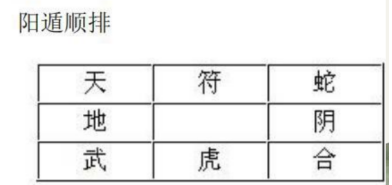 阳遁顺排
天 符 蛇
地 阴
武 虎 合